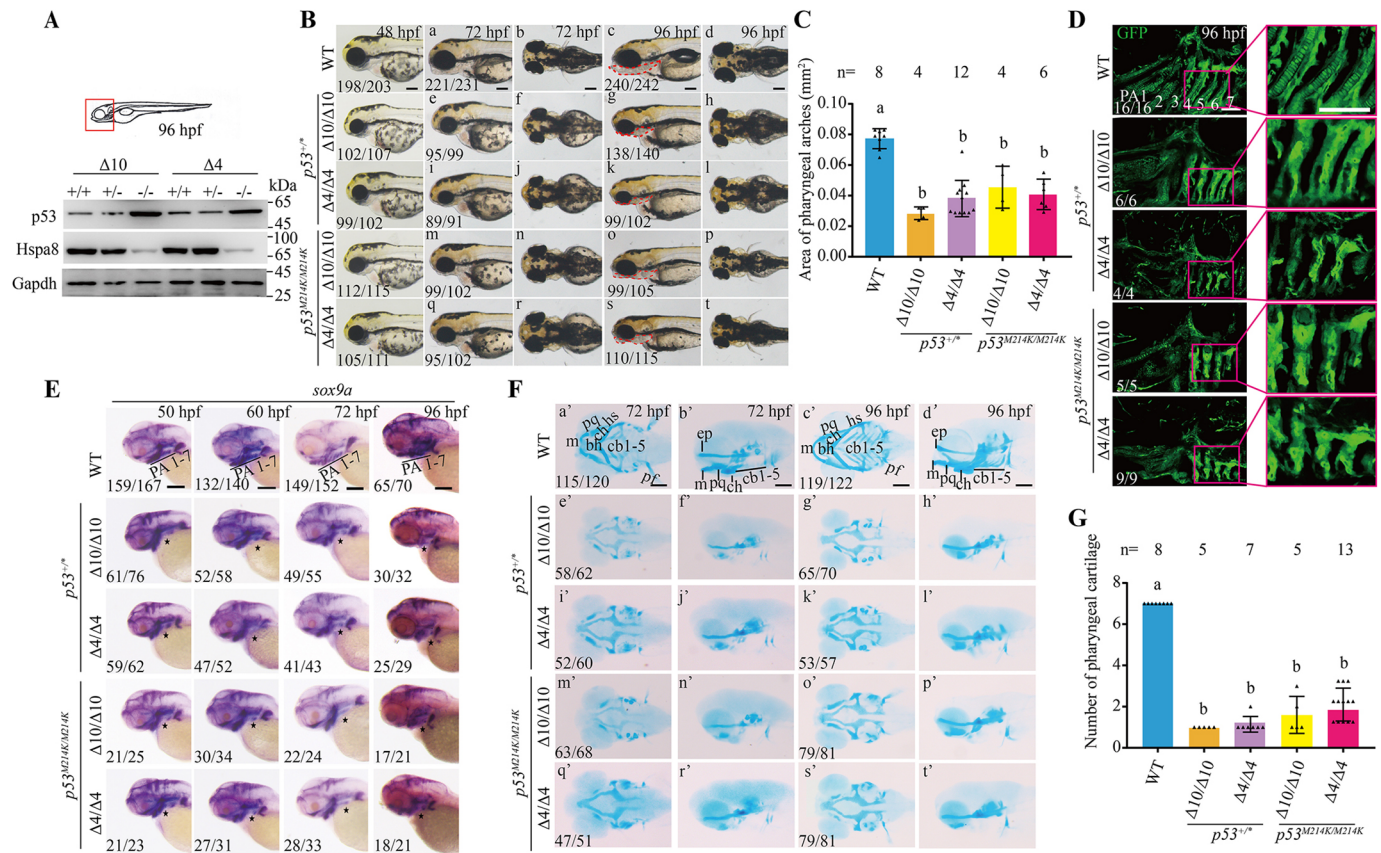 A
96 hpf
Δ10 Δ4
+/+ +/- -/- +/+ +/- -/- kDa
p53 65
45
Hspa8 100
65
Gapdh 45
25
B
48 hpf a 72 hpf b 72 hpf c 96 hpf d 96 hpf
WT
198/203 221/231 240/242
p53+/*
Δ10/Δ10
e f g h
102/107 95/99 138/140
Δ4/Δ4
i j k l
99/102 89/91 99/102
p53M214K/M214K
Δ10/Δ10
m n o p
112/115 99/102 99/105
Δ4/Δ4
q r s t
105/111 95/102 110/115
C
n= 8 4 12 4 6
Area of pharyngeal arches (mm2)
0.10
0.08
0.06
0.04
0.02
0.00
a b b b b
WT Δ10/Δ10 Δ4/Δ4 Δ10/Δ10 Δ4/Δ4
p53+/* p53M214K/M214K
D
GFP 96 hpf
WT
PA1 2 3 4 5 6 7
16/16
p53+/*
Δ10/Δ10
6/6
Δ4/Δ4
4/4
p53M214K/M214K
Δ10/Δ10
5/5
Δ4/Δ4
9/9
E
sox9a
50 hpf 60 hpf 72 hpf 96 hpf
WT
PA 1-7 PA 1-7 PA 1-7 PA 1-7
159/167 132/140 149/152 65/70
p53+/*
Δ10/Δ10
61/76 52/58 49/55 30/32
Δ4/Δ4
59/62 47/52 41/43 25/29
p53M214K/M214K
Δ10/Δ10
21/25 30/34 22/24 17/21
Δ4/Δ4
21/23 27/31 28/33 18/21
F
a' 72 hpf b' 72 hpf c' 96 hpf d' 96 hpf
WT
m pq ch hs bh cb1-5 pf
115/120
ep m pq ch cb1-5
m pq ch hs bh cb1-5 pf
119/122
ep m pq ch cb1-5
p53+/*
Δ10/Δ10
e' f' g' h'
58/62 65/70
Δ4/Δ4
i' j' k' l'
52/60 53/57
p53M214K/M214K
Δ10/Δ10
m' n' o' p'
63/68 79/81
Δ4/Δ4
q' r' s' t'
47/51 79/81
G
n= 8 5 7 5 13
Number of pharyngeal cartilage
8
6
4
2
0
a b b b b
WT Δ10/Δ10 Δ4/Δ4 Δ10/Δ10 Δ4/Δ4
p53+/* p53M214K/M214K